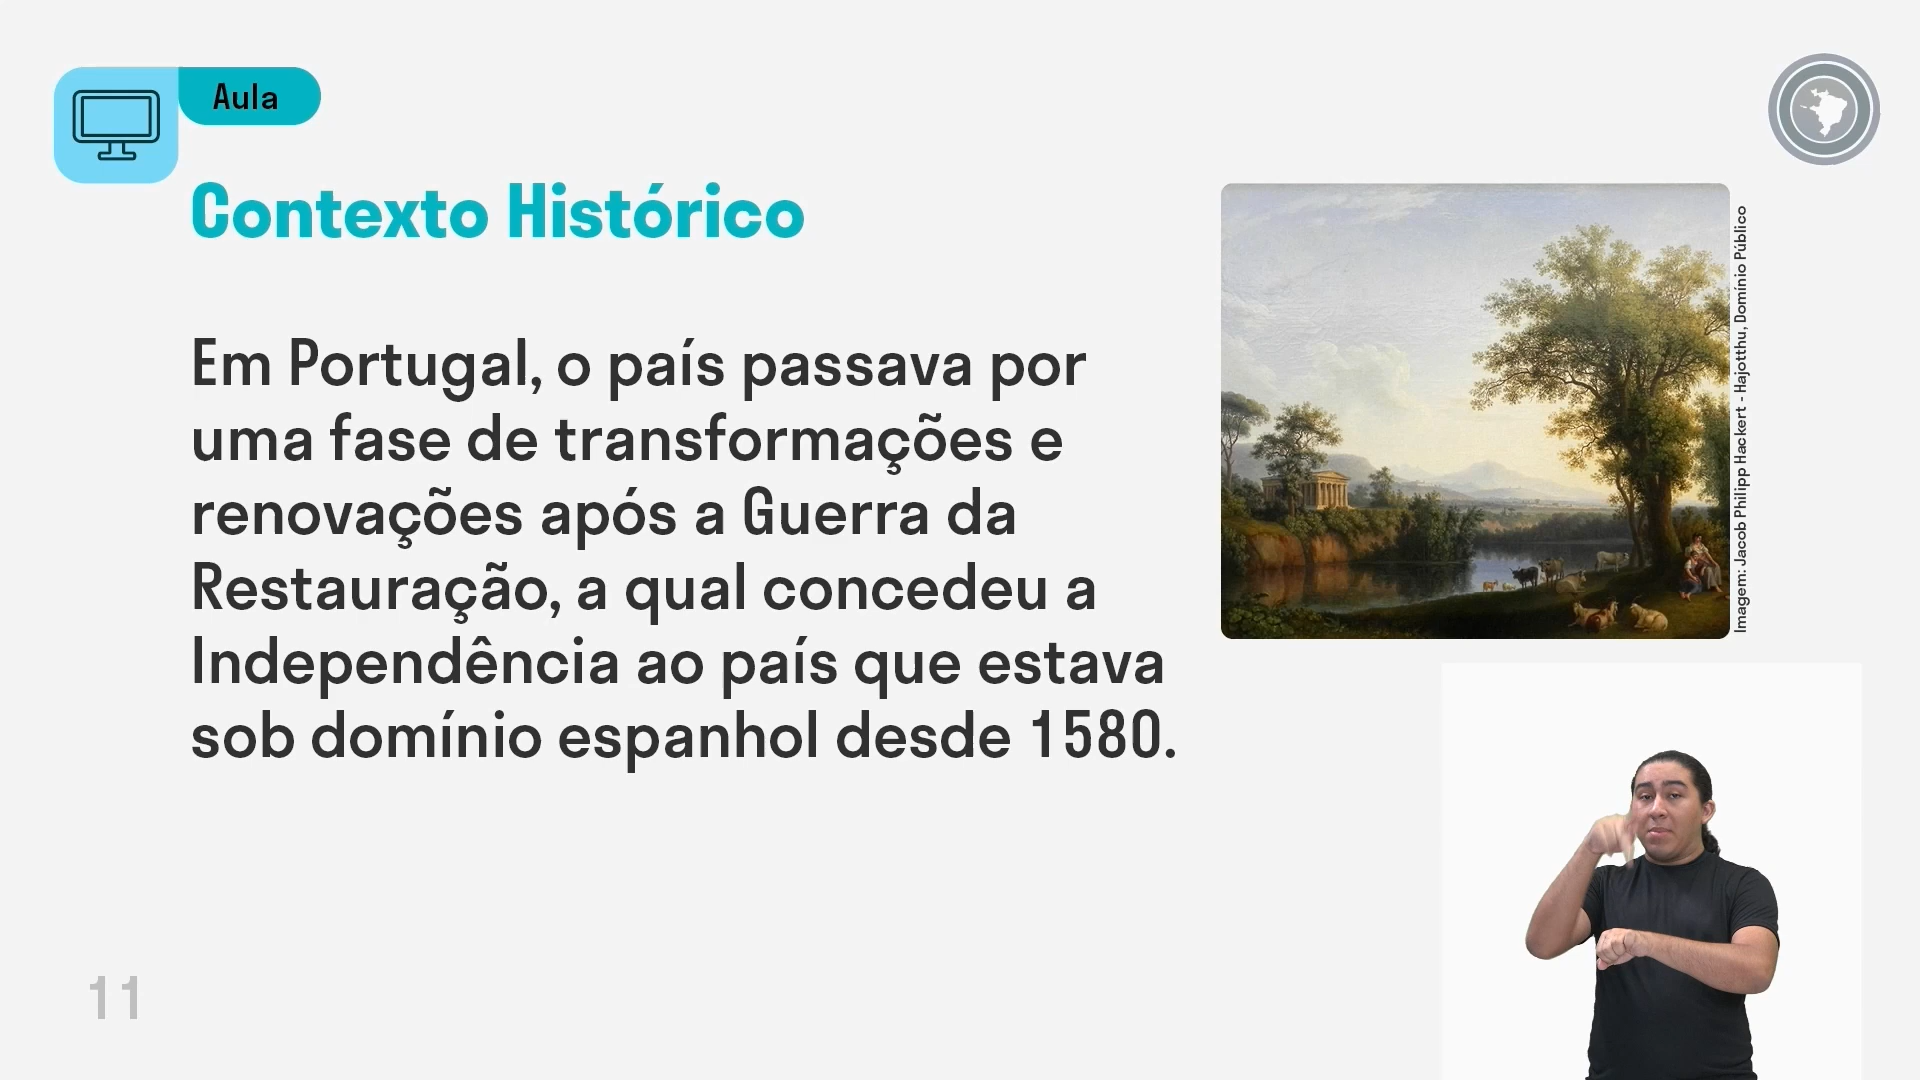 Aula
Contexto Histórico
Em Portugal, o país passava por
uma fase de transformações e
renovações após a Guerra da
Restauração, a qual concedeu a
Independência ao país que estava
sob domínio espanhol desde 1580.
Imagem: Jacob Philipp Hackert - Hajotthu, Domínio Público
11